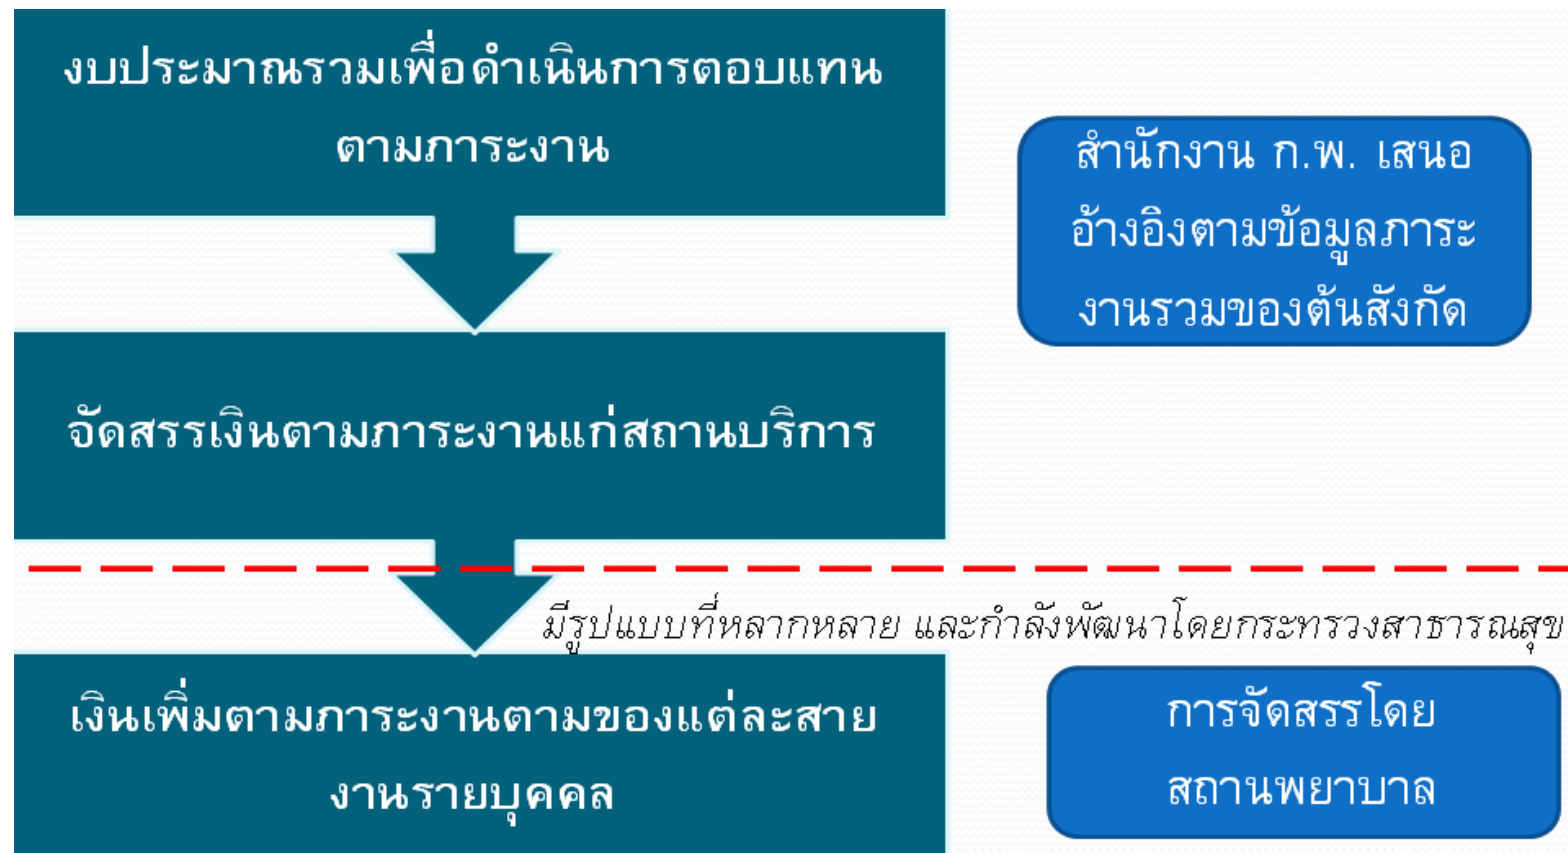 งบประมาณรวมเพื่อดำเนินการตอบแทน
ตามภาระงาน
สำนักงาน ก.พ. เสนอ
อ้างอิงตามข้อมูลภาระ
งานรวมของต้นสังกัด
จัดสรรเงินตามภาระงานแก่สถานบริการ
มีรูปแบบที่หลากหลาย และกำลังพัฒนาโดยกระทรวงสาธารณสุข
เงินเพิ่มตามภาระงานตามของแต่ละสาย
งานรายบุคคล
การจัดสรรโดย
สถานพยาบาล